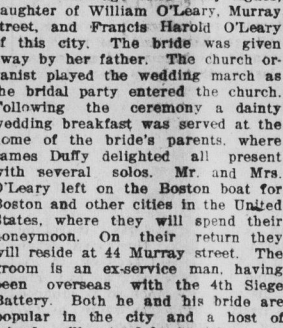 aughter of William O'Leary, Murray
treet, and Francis Harold O'Leary
f this city. The bride was given
way by her father. The church or-
anist played the wedding march as
he bridal party entered the church.
ollowing the ceremony a dainty
edding breakfast was served at the
ome of the bride's parents, where
ames Duffy delighted all present
ith several solos. Mr. and Mrs.
O'Leary left on the Boston boat for
Boston and other cities in the United
States, where they will spend their
oneymoon. On their return they
will reside at 44 Murray street. The
groom is an ex-service man, having
een overseas with the 4th Siege
Battery. Both he and his bride are
popular in the city and a host of